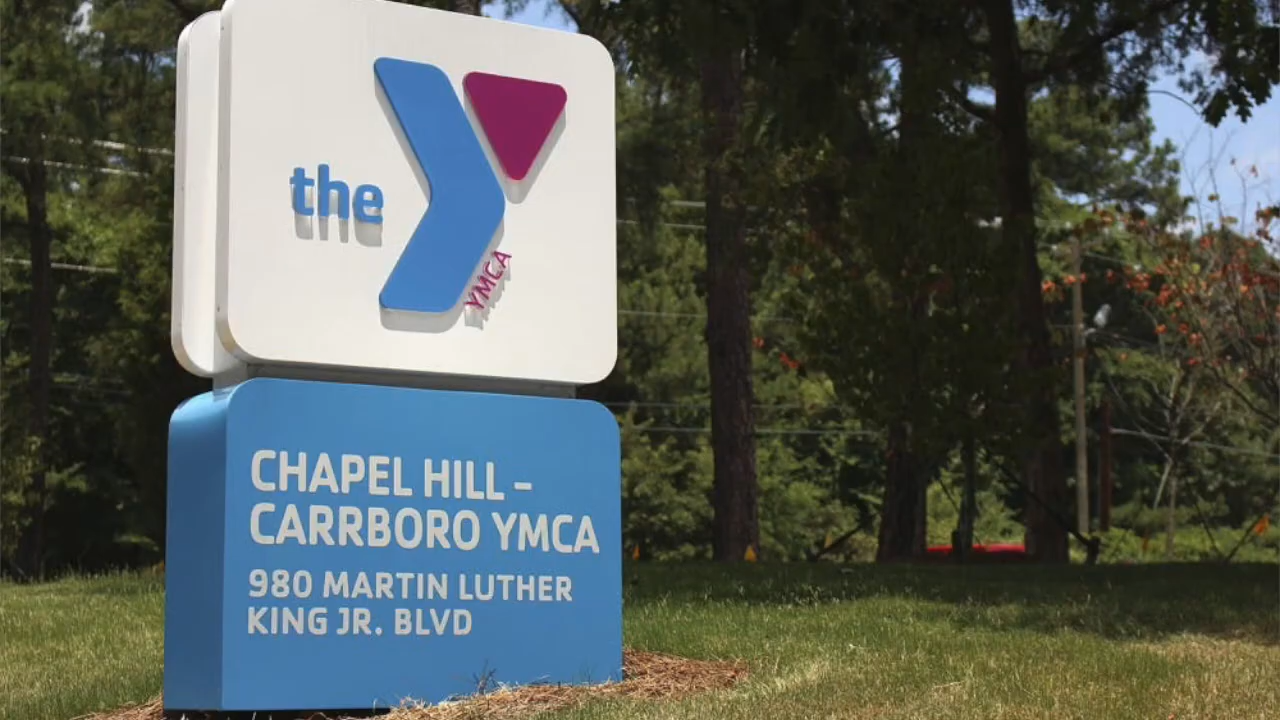 the
YMCA
CHAPEL HILL –
CARRBORO YMCA
980 MARTIN LUTHER
KING JR. BLVD